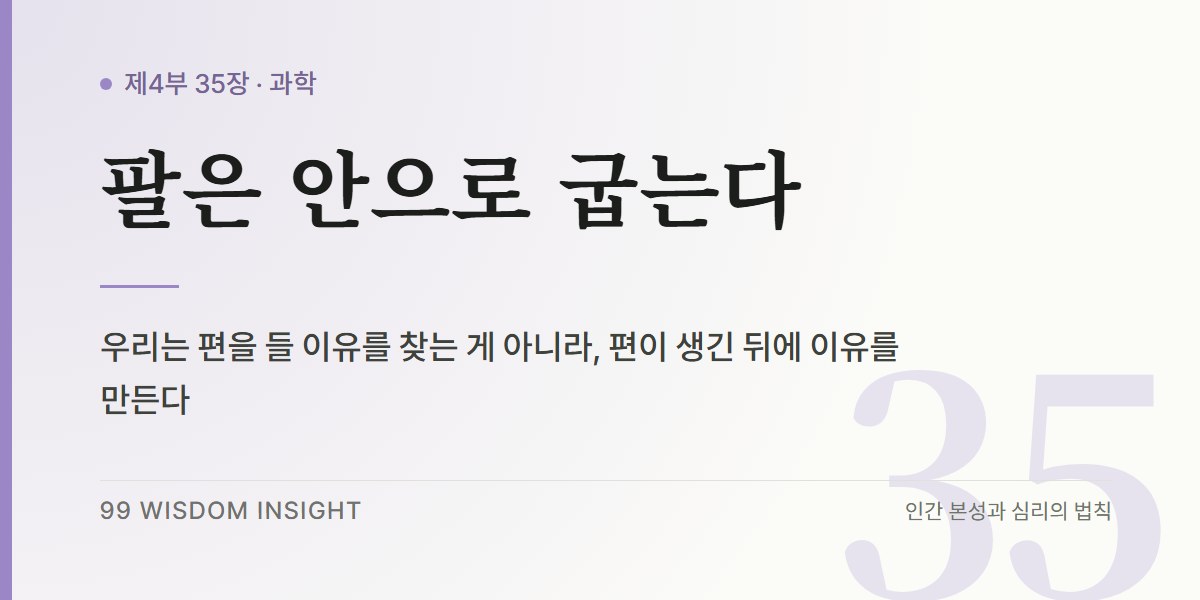 제4부 35장 · 과학
팔은 안으로 굽는다
우리는 편을 들 이유를 찾는 게 아니라, 편이 생긴 뒤에 이유를
만든다
35
99 WISDOM INSIGHT
인간 본성과 심리의 법칙